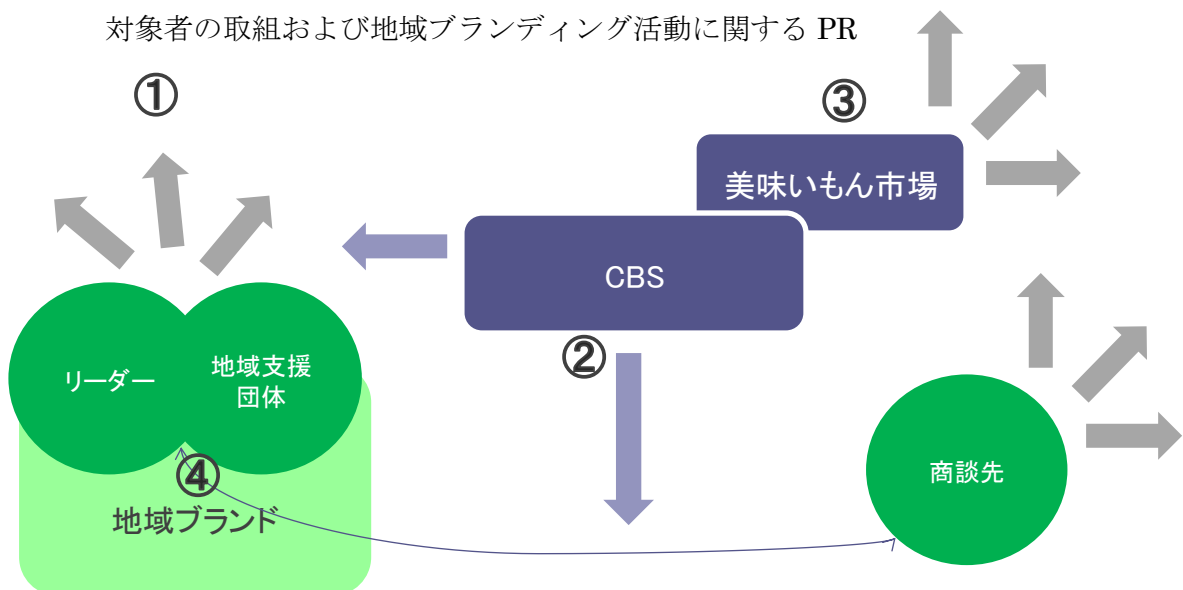 対象者の取組および地域ブランディング活動に関する PR
①
③
美味いもん市場
CBS
②
リーダー
地域支援
団体
④
地域ブランド
商談先